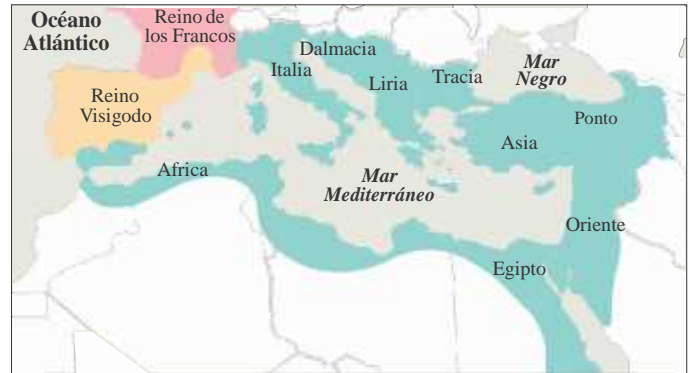 Océano
Atlántico
Reino de
los Francos
Dalmacia
Italia
Liria
Tracia
Mar
Negro
Reino
Visigodo
Ponto
Asia
Africa
Mar
Mediterráneo
Oriente
Egipto